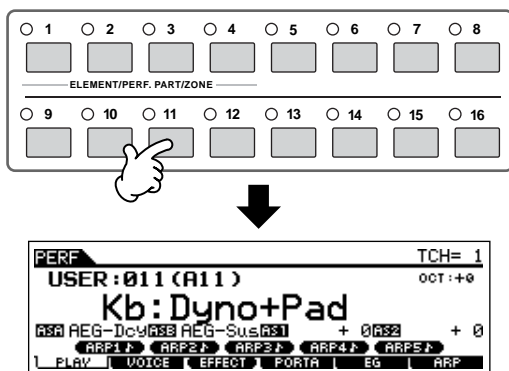 1 2 3 4 5 6 7 8
ELEMENT/PERF. PART/ZONE
9 10 11 12 13 14 15 16
PERF TCH= 1
USER:011(A11) OCT:+0
Kb:Dyno+Pad
ASA AEG-Dcy ASB AEG-Sus AS1 + 0 AS2 + 0
ARP1♪ ARP2♪ ARP3♪ ARP4♪ ARP5♪
PLAY VOICE EFFECT PORTA EG ARP